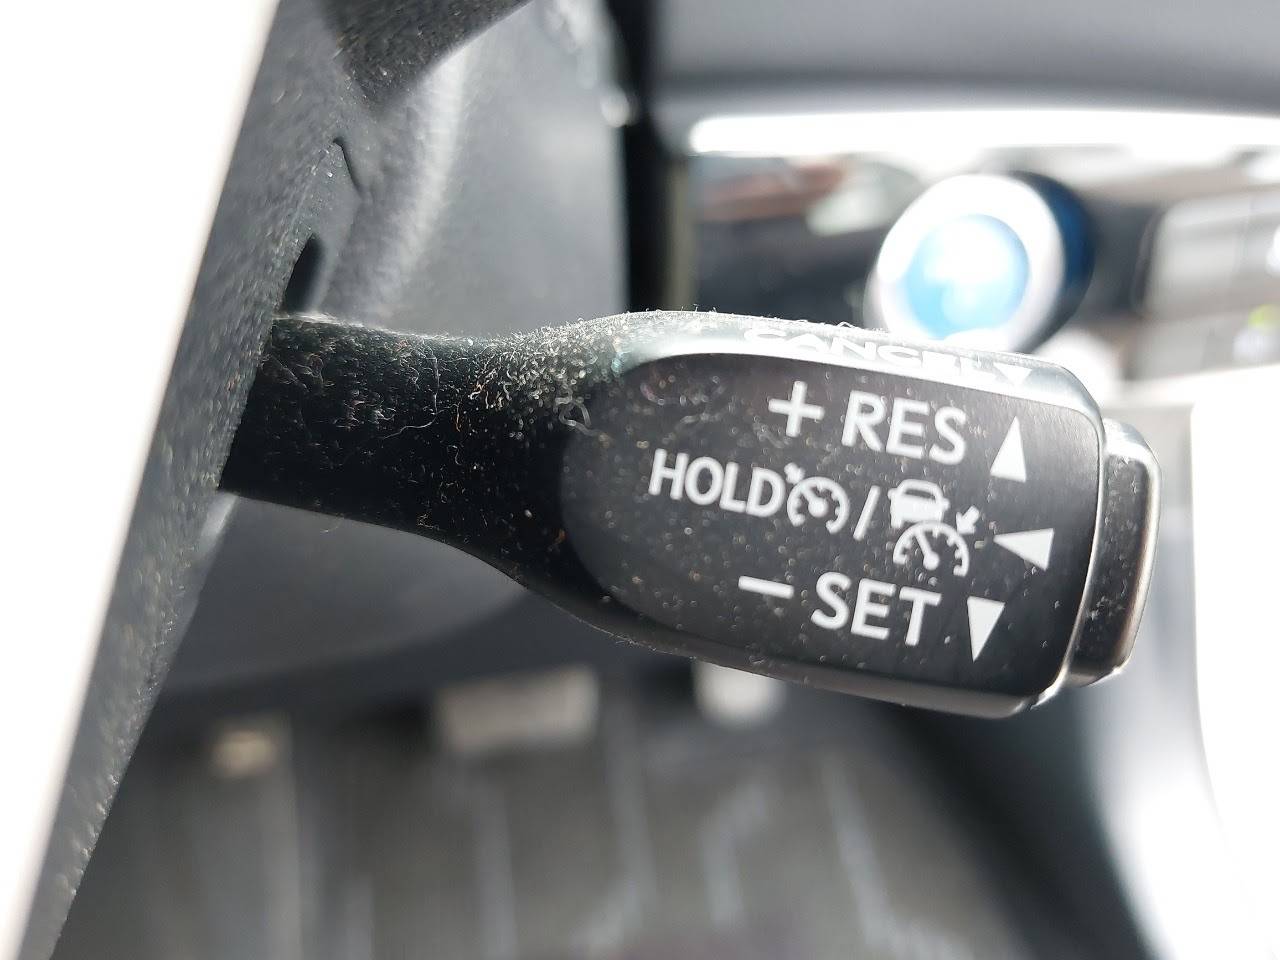 CANCEL
+ RES
HOLD /
- SET